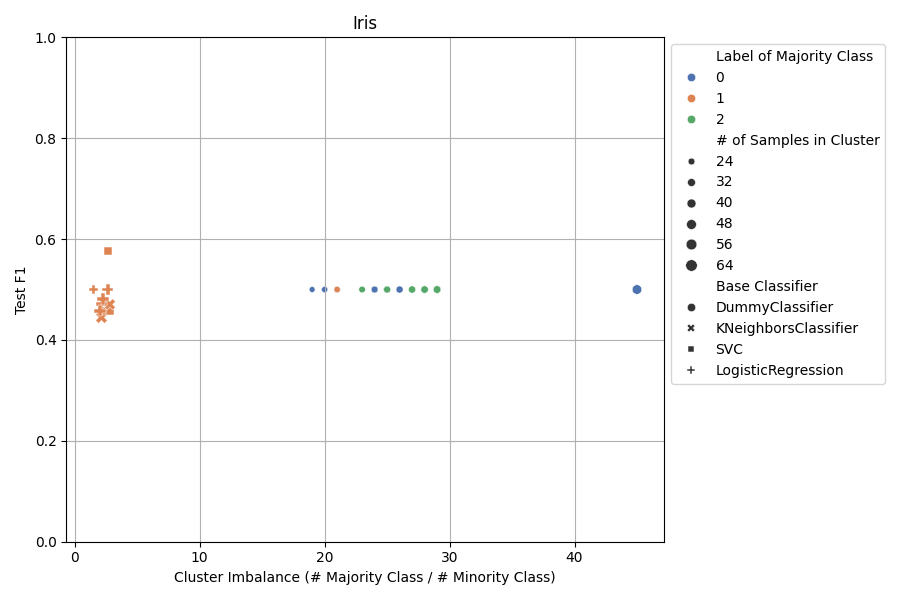 Iris
1.0
0.8
0.6
0.4
0.2
0.0
Test F1
0
10
20
30
40
Cluster Imbalance (# Majority Class / # Minority Class)
Label of Majority Class
0
1
2
# of Samples in Cluster
24
32
40
48
56
64
Base Classifier
DummyClassifier
KNeighborsClassifier
SVC
LogisticRegression